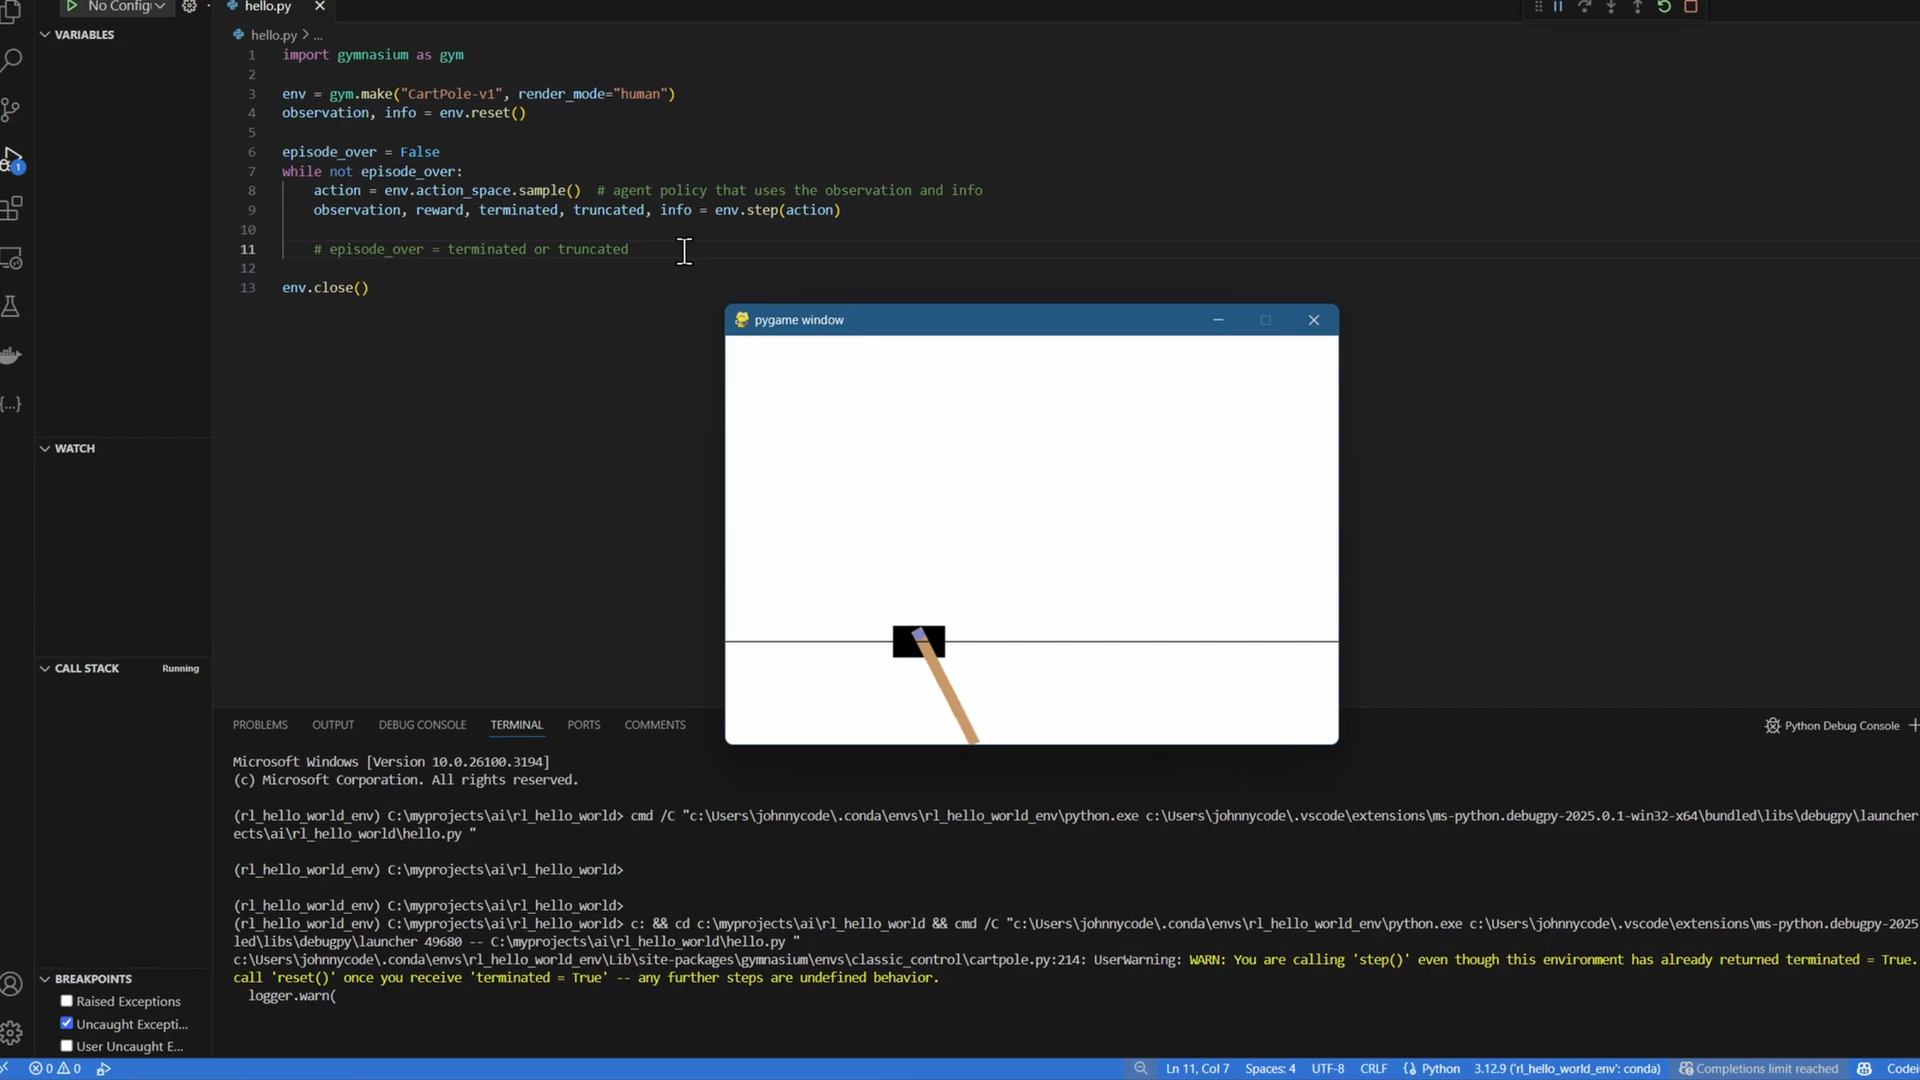 No Config
hello.py
VARIABLES
hello.py > ...
1 import gymnasium as gym
2
3 env = gym.make("CartPole-v1", render_mode="human")
4 observation, info = env.reset()
5
6 episode_over = False
7 while not episode_over:
8 action = env.action_space.sample()  # agent policy that uses the observation and info
9 observation, reward, terminated, truncated, info = env.step(action)
10
11 # episode_over = terminated or truncated
12
13 env.close()
1
{...}
pygame window
WATCH
CALL STACK Running
PROBLEMS OUTPUT DEBUG CONSOLE TERMINAL PORTS COMMENTS
Python Debug Console
Microsoft Windows [Version 10.0.26100.3194]
(c) Microsoft Corporation. All rights reserved.
(rl_hello_world_env) C:\myprojects\ai\rl_hello_world> cmd /C "c:\Users\johnnycode\.conda\envs\rl_hello_world_env\python.exe c:\Users\johnnycode\.vscode\extensions\ms-python.debugpy-2025.0.1-win32-x64\bundled\libs\debugpy\launcher
ects\ai\rl_hello_world\hello.py "
(rl_hello_world_env) C:\myprojects\ai\rl_hello_world>
(rl_hello_world_env) C:\myprojects\ai\rl_hello_world>
(rl_hello_world_env) C:\myprojects\ai\rl_hello_world> c: && cd c:\myprojects\ai\rl_hello_world && cmd /C "c:\Users\johnnycode\.conda\envs\rl_hello_world_env\python.exe c:\Users\johnnycode\.vscode\extensions\ms-python.debugpy-2025
led\libs\debugpy\launcher 49680 -- C:\myprojects\ai\rl_hello_world\hello.py "
c:\Users\johnnycode\.conda\envs\rl_hello_world_env\Lib\site-packages\gymnasium\envs\classic_control\cartpole.py:214: UserWarning: WARN: You are calling 'step()' even though this environment has already returned terminated = True.
call 'reset()' once you receive 'terminated = True' -- any further steps are undefined behavior.
logger.warn(
BREAKPOINTS
Raised Exceptions
Uncaught Excepti...
User Uncaught E...
0 0
Ln 11, Col 7 Spaces: 4 UTF-8 CRLF Python 3.12.9 ('rl_hello_world_env': conda) Completions limit reached Codei